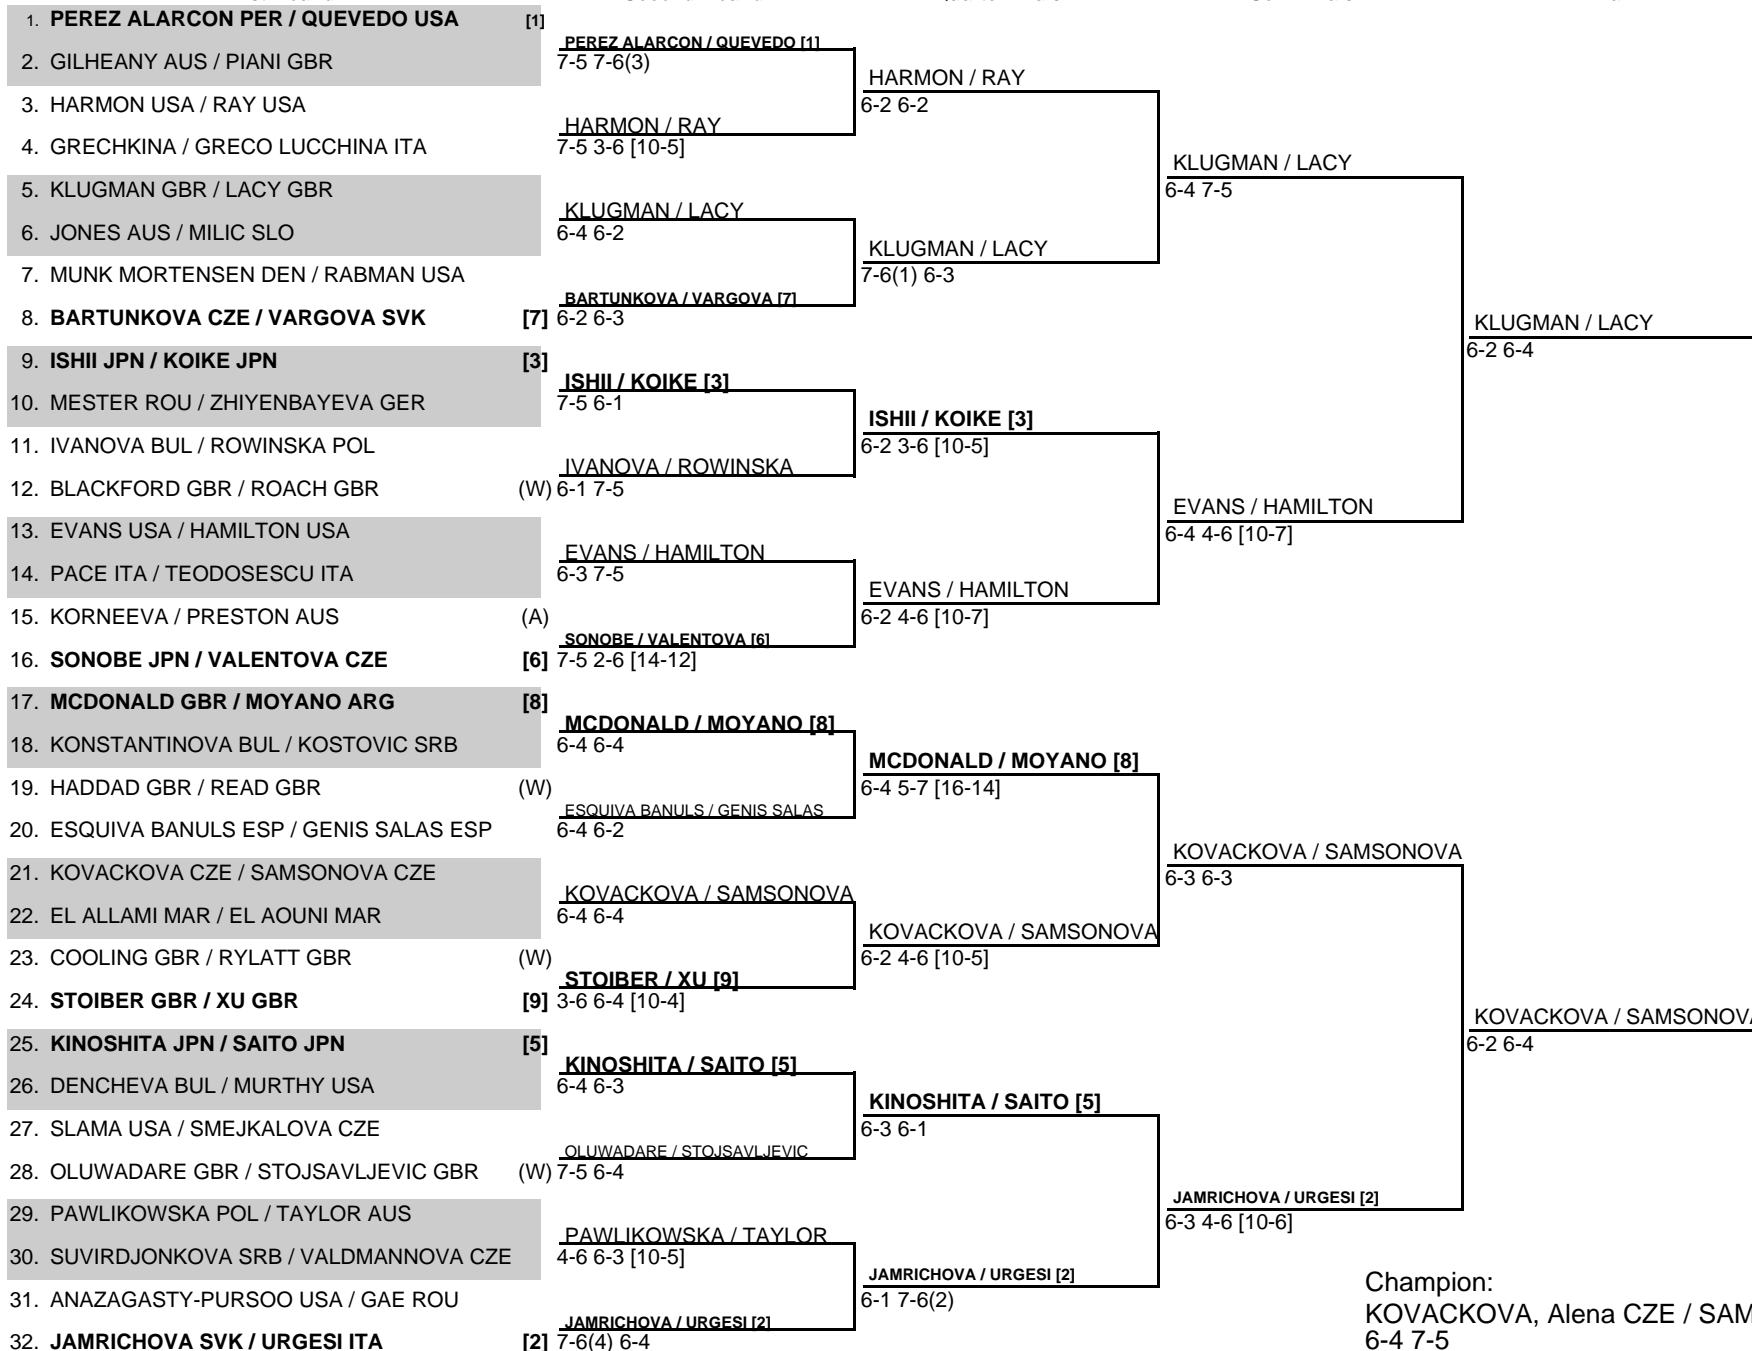 1. PEREZ ALARCON PER / QUEVEDO USA [1]
2. GILHEANY AUS / PIANI GBR
3. HARMON USA / RAY USA
4. GRECHKINA / GRECO LUCCHINA ITA
5. KLUGMAN GBR / LACY GBR
6. JONES AUS / MILIC SLO
7. MUNK MORTENSEN DEN / RABMAN USA
8. BARTUNKOVA CZE / VARGOVA SVK [7]
9. ISHII JPN / KOIKE JPN [3]
10. MESTER ROU / ZHIYENBAYEVA GER
11. IVANOVA BUL / ROWINSKA POL
12. BLACKFORD GBR / ROACH GBR (W)
13. EVANS USA / HAMILTON USA
14. PACE ITA / TEODOSESCU ITA
15. KORNEEVA / PRESTON AUS (A)
16. SONOBE JPN / VALENTOVA CZE [6]
17. MCDONALD GBR / MOYANO ARG [8]
18. KONSTANTINOVA BUL / KOSTOVIC SRB
19. HADDAD GBR / READ GBR (W)
20. ESQUIVA BANULS ESP / GENIS SALAS ESP
21. KOVACKOVA CZE / SAMSONOVA CZE
22. EL ALLAMI MAR / EL AOUNI MAR
23. COOLING GBR / RYLATT GBR (W)
24. STOIBER GBR / XU GBR [9]
25. KINOSHITA JPN / SAITO JPN [5]
26. DENCHEVA BUL / MURTHY USA
27. SLAMA USA / SMEJKALOVA CZE
28. OLUWADARE GBR / STOJSAVLJEVIC GBR (W)
29. PAWLIKOWSKA POL / TAYLOR AUS
30. SUVIRDJONKOVA SRB / VALDMANNOVA CZE
31. ANAZAGASTY-PURSOO USA / GAE ROU
32. JAMRICHOVA SVK / URGESI ITA [2]
PEREZ ALARCON / QUEVEDO [1]
7-5 7-6(3)
HARMON / RAY
7-5 3-6 [10-5]
KLUGMAN / LACY
6-4 6-2
BARTUNKOVA / VARGOVA [7]
6-2 6-3
ISHII / KOIKE [3]
7-5 6-1
IVANOVA / ROWINSKA
6-1 7-5
EVANS / HAMILTON
6-3 7-5
SONOBE / VALENTOVA [6]
7-5 2-6 [14-12]
MCDONALD / MOYANO [8]
6-4 6-4
ESQUIVA BANULS / GENIS SALAS
6-4 6-2
KOVACKOVA / SAMSONOVA
6-4 6-4
STOIBER / XU [9]
3-6 6-4 [10-4]
KINOSHITA / SAITO [5]
6-4 6-3
OLUWADARE / STOJSAVLJEVIC
7-5 6-4
PAWLIKOWSKA / TAYLOR
4-6 6-3 [10-5]
JAMRICHOVA / URGESI [2]
7-6(4) 6-4
HARMON / RAY
6-2 6-2
KLUGMAN / LACY
7-6(1) 6-3
ISHII / KOIKE [3]
6-2 3-6 [10-5]
EVANS / HAMILTON
6-2 4-6 [10-7]
MCDONALD / MOYANO [8]
6-4 5-7 [16-14]
KOVACKOVA / SAMSONOVA
6-2 4-6 [10-5]
KINOSHITA / SAITO [5]
6-3 6-1
JAMRICHOVA / URGESI [2]
6-1 7-6(2)
KLUGMAN / LACY
6-4 7-5
EVANS / HAMILTON
6-4 4-6 [10-7]
KOVACKOVA / SAMSONOVA
6-3 6-3
JAMRICHOVA / URGESI [2]
6-3 4-6 [10-6]
KLUGMAN / LACY
6-2 6-4
KOVACKOVA / SAMSONOVA
6-2 6-4
Champion:
KOVACKOVA, Alena CZE / SAM
6-4 7-5